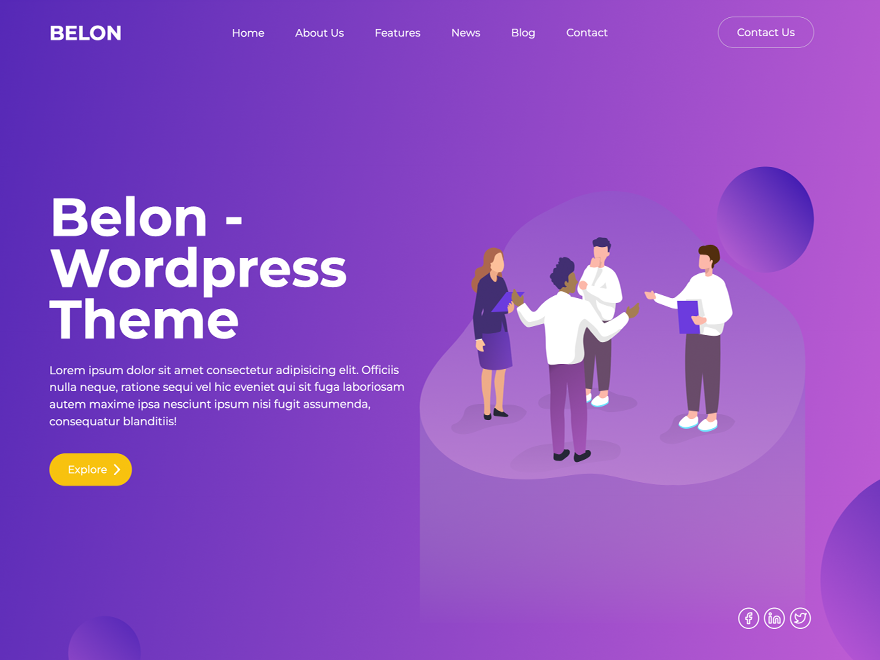 BELON
Home
About Us
Features
News
Blog
Contact
Contact Us
Belon -
Wordpress
Theme
Lorem ipsum dolor sit amet consectetur adipisicing elit. Officiis
nulla neque, ratione sequi vel hic eveniet qui sit fuga laboriosam
autem maxime ipsa nesciunt ipsum nisi fugit assumenda,
consequatur blanditiis!
Explore